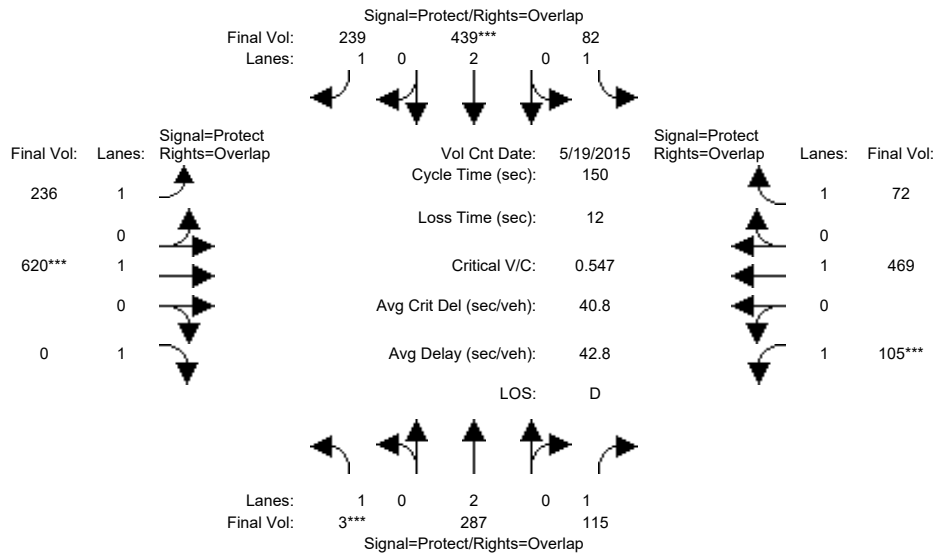 Signal=Protect/Rights=Overlap
Final Vol: 239 439*** 82
Lanes: 1 0 2 0 1
Signal=Protect Signal=Protect
Final Vol: Lanes: Rights=Overlap Vol Cnt Date: 5/19/2015 Rights=Overlap Lanes: Final Vol:
Cycle Time (sec): 150
236 1 1 72
Loss Time (sec): 12
0 0
620*** 1 Critical V/C: 0.547 1 469
0 Avg Crit Del (sec/veh): 40.8 0
0 1 Avg Delay (sec/veh): 42.8 1 105***
LOS: D
Lanes: 1 0 2 0 1
Final Vol: 3*** 287 115
Signal=Protect/Rights=Overlap